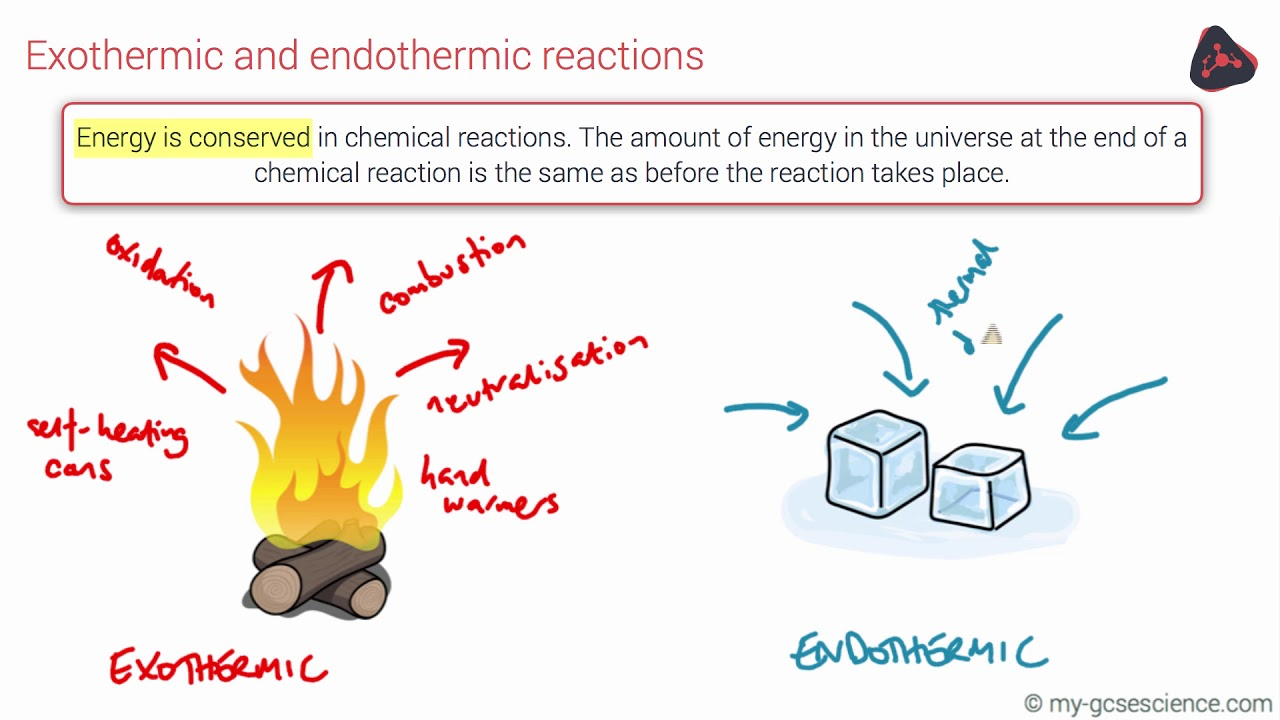 Exothermic and endothermic reactions
Energy is conserved in chemical reactions. The amount of energy in the universe at the end of a
chemical reaction is the same as before the reaction takes place.
oxidation
combustion
neutralisation
self-heating
cans
hand
warmers
thermal
d
EXOTHERMIC
ENDOTHERMIC
© my-gcsescience.com